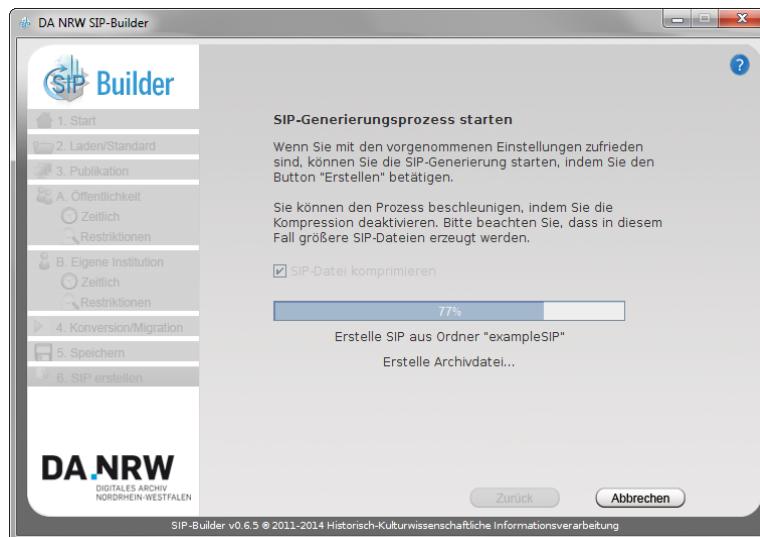 DA NRW SIP-Builder
SIP Builder
1. Start
2. Laden/Standard
3. Publikation
A. Öffentlichkeit
Zeitlich
Restriktionen
B. Eigene Institution
Zeitlich
Restriktionen
4. Konversion/Migration
5. Speichern
6. SIP erstellen
DA.NRW
DIGITALES ARCHIV
NORDRHEIN-WESTFALEN
?
SIP-Generierungsprozess starten
Wenn Sie mit den vorgenommenen Einstellungen zufrieden
sind, können Sie die SIP-Generierung starten, indem Sie den
Button "Erstellen" betätigen.
Sie können den Prozess beschleunigen, indem Sie die
Kompression deaktivieren. Bitte beachten Sie, dass in diesem
Fall größere SIP-Dateien erzeugt werden.
SIP-Datei komprimieren
77%
Erstelle SIP aus Ordner "exampleSIP"
Erstelle Archivdatei...
Zurück
Abbrechen
SIP-Builder v0.6.5 © 2011-2014 Historisch-Kulturwissenschaftliche Informationsverarbeitung